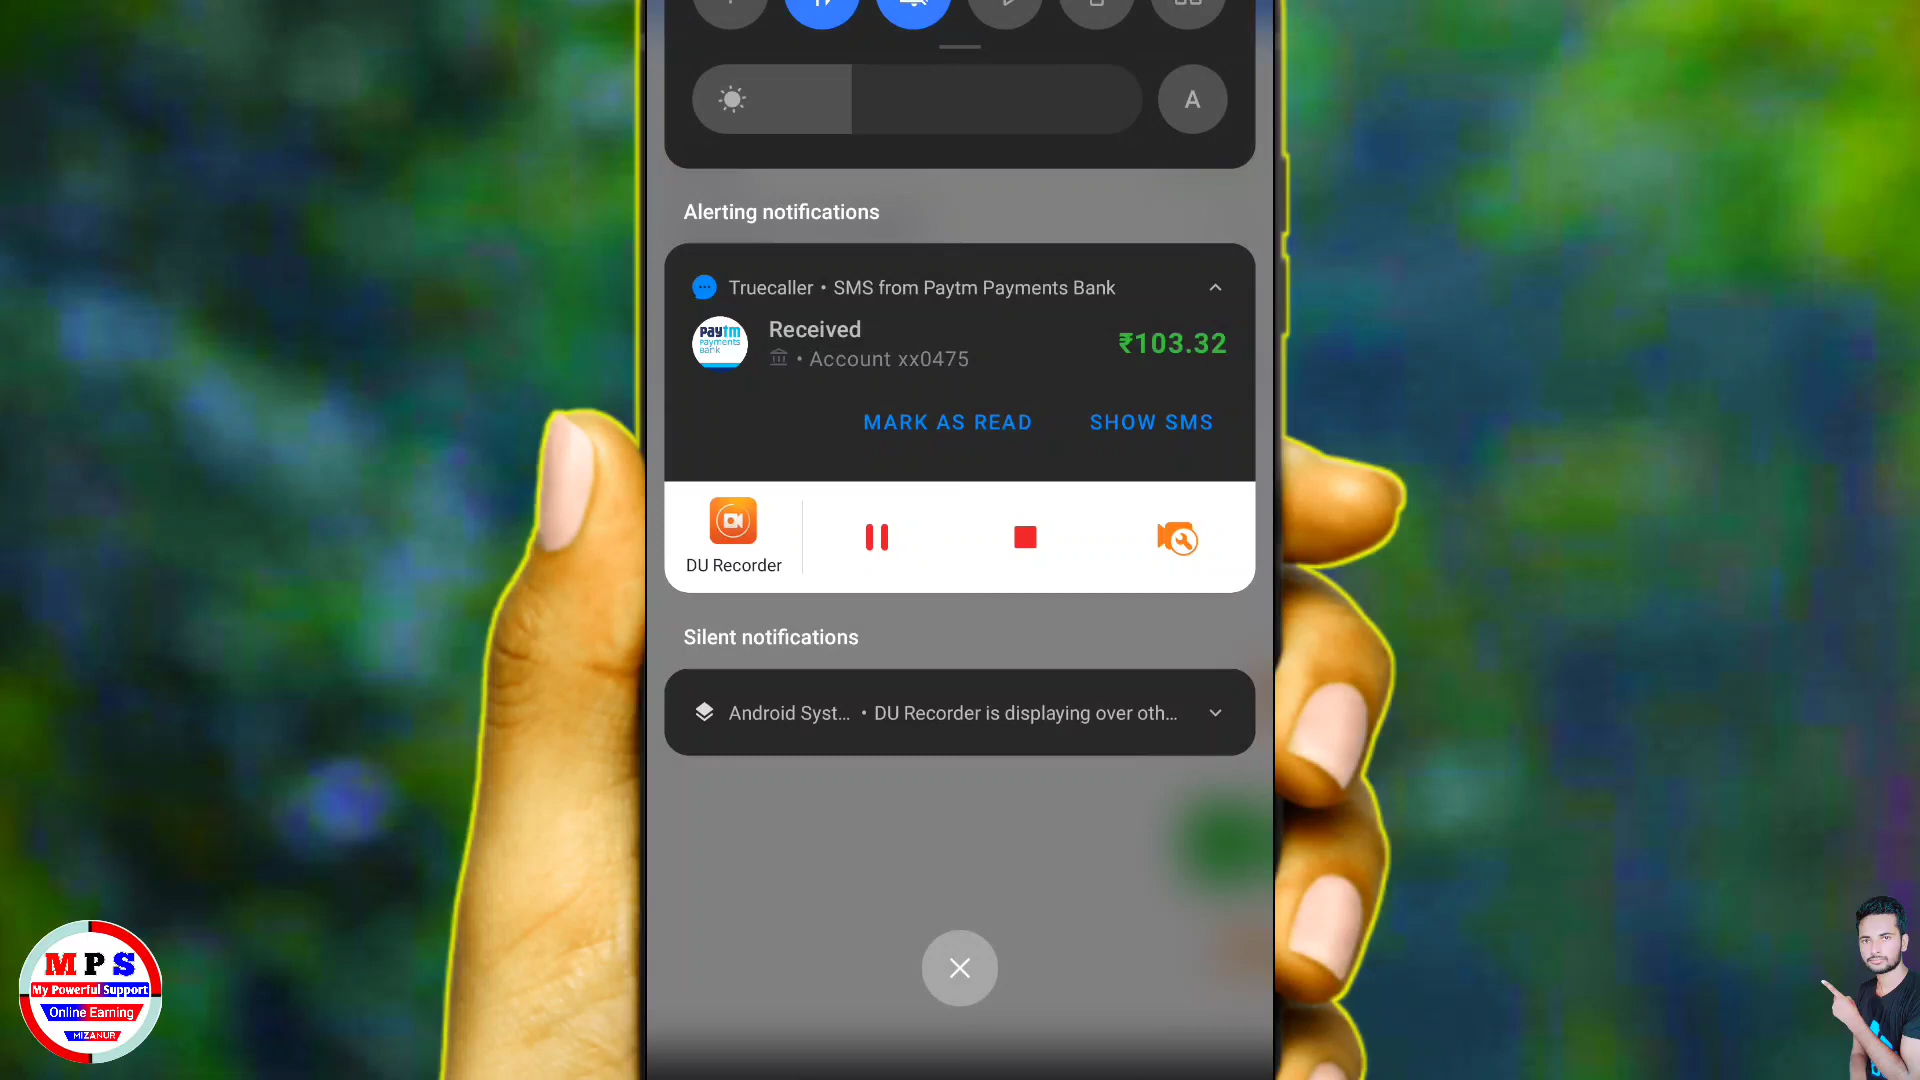 A
Alerting notifications
Truecaller • SMS from Paytm Payments Bank
paytm
Payments
Bank
Received
₹103.32
• Account xx0475
MARK AS READ SHOW SMS
DU Recorder
Silent notifications
Android Syst... • DU Recorder is displaying over oth...
M P S
My Powerful Support
Online Earning
MIZANUR